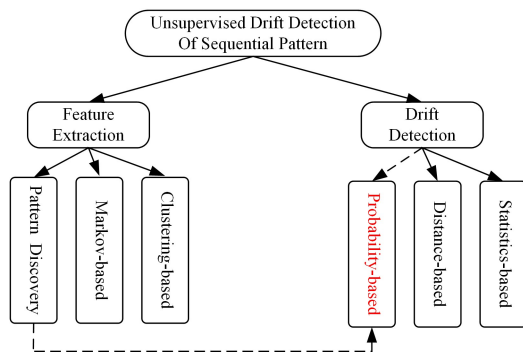 Unsupervised Drift Detection
Of Sequential Pattern
Feature
Extraction
Drift
Detection
Pattern Discovery
Markov-based
Clustering-based
Probability-based
Distance-based
Statistics-based